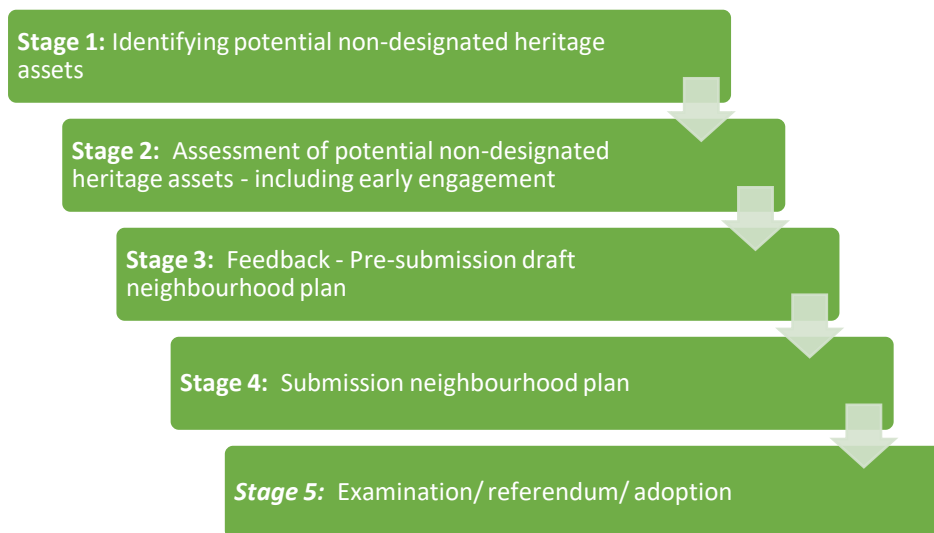 Stage 1: Identifying potential non-designated heritage
assets
Stage 2: Assessment of potential non-designated
heritage assets - including early engagement
Stage 3: Feedback - Pre-submission draft
neighbourhood plan
Stage 4: Submission neighbourhood plan
Stage 5: Examination/ referendum/ adoption